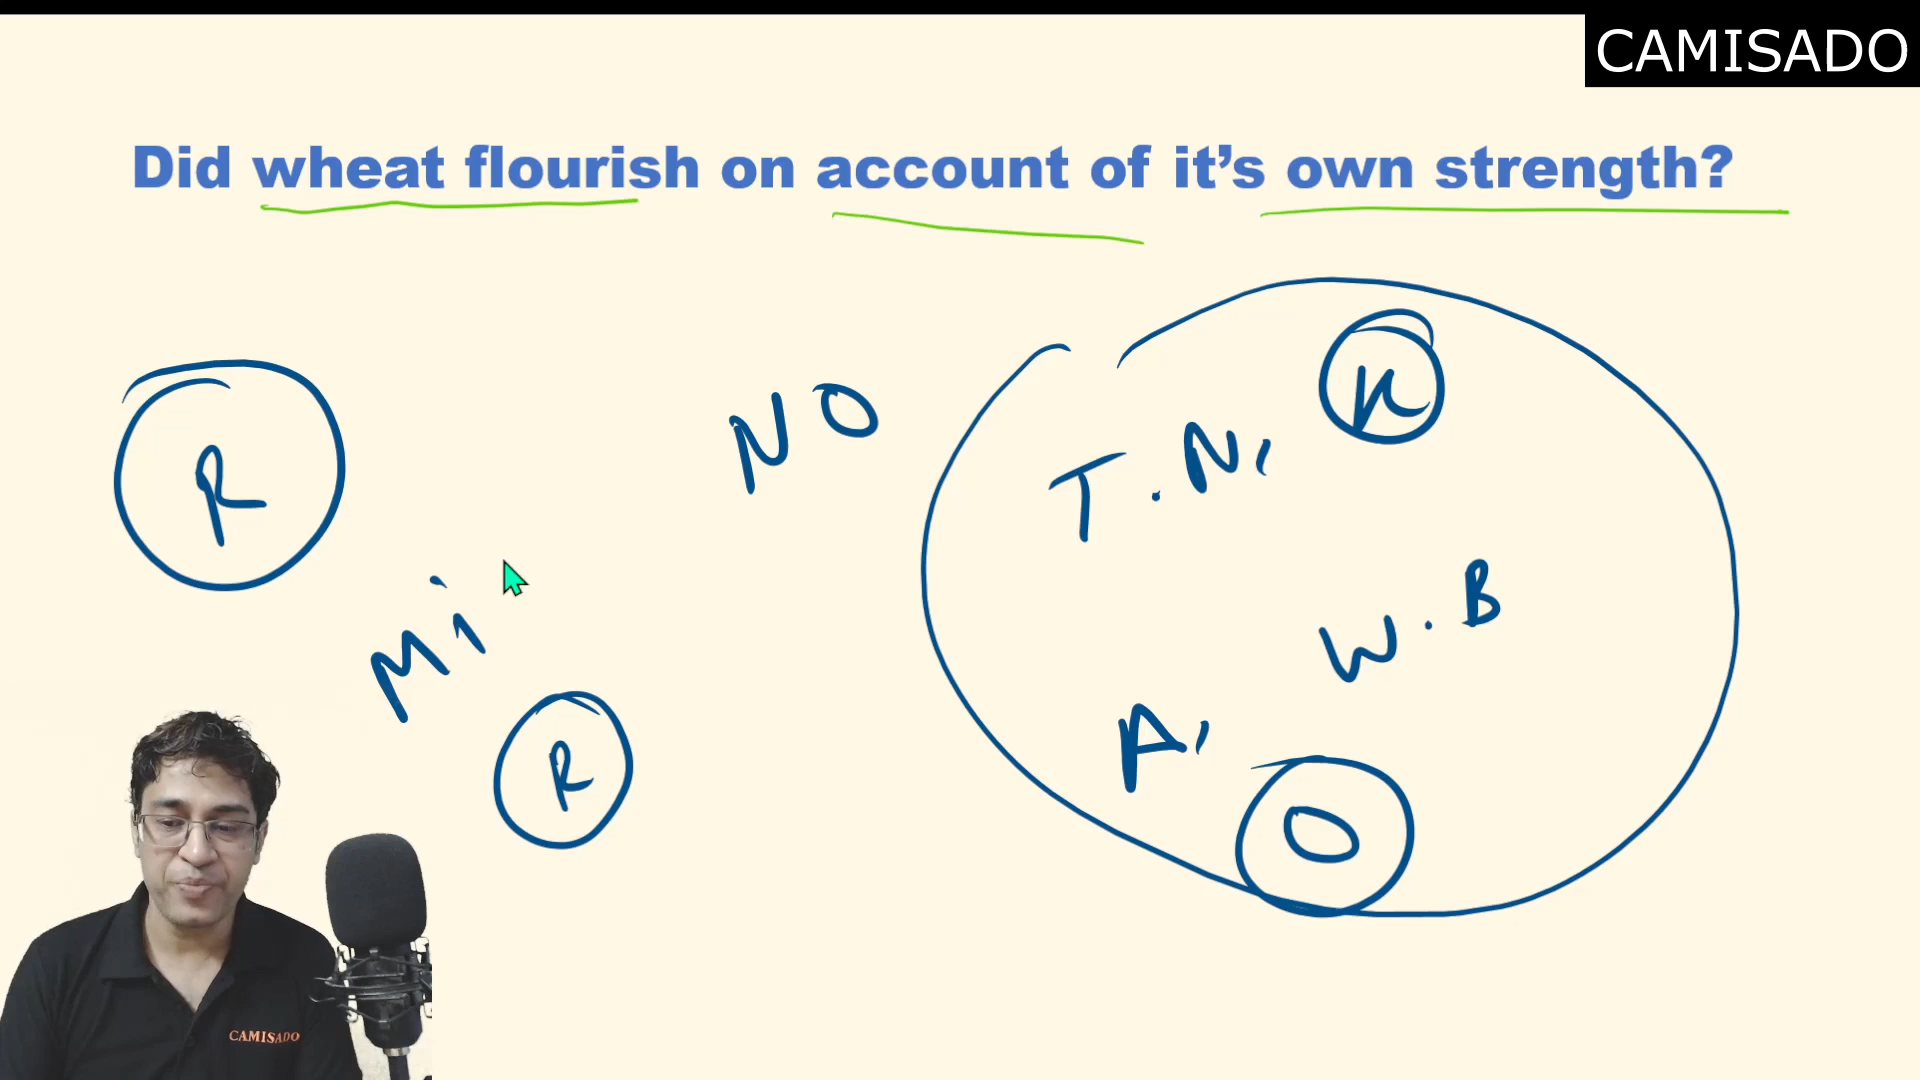 CAMISADO
Did wheat flourish on account of it’s own strength?
K
NO
T.N,
R
W.B
Mi
A,
R
O
CAMISADO